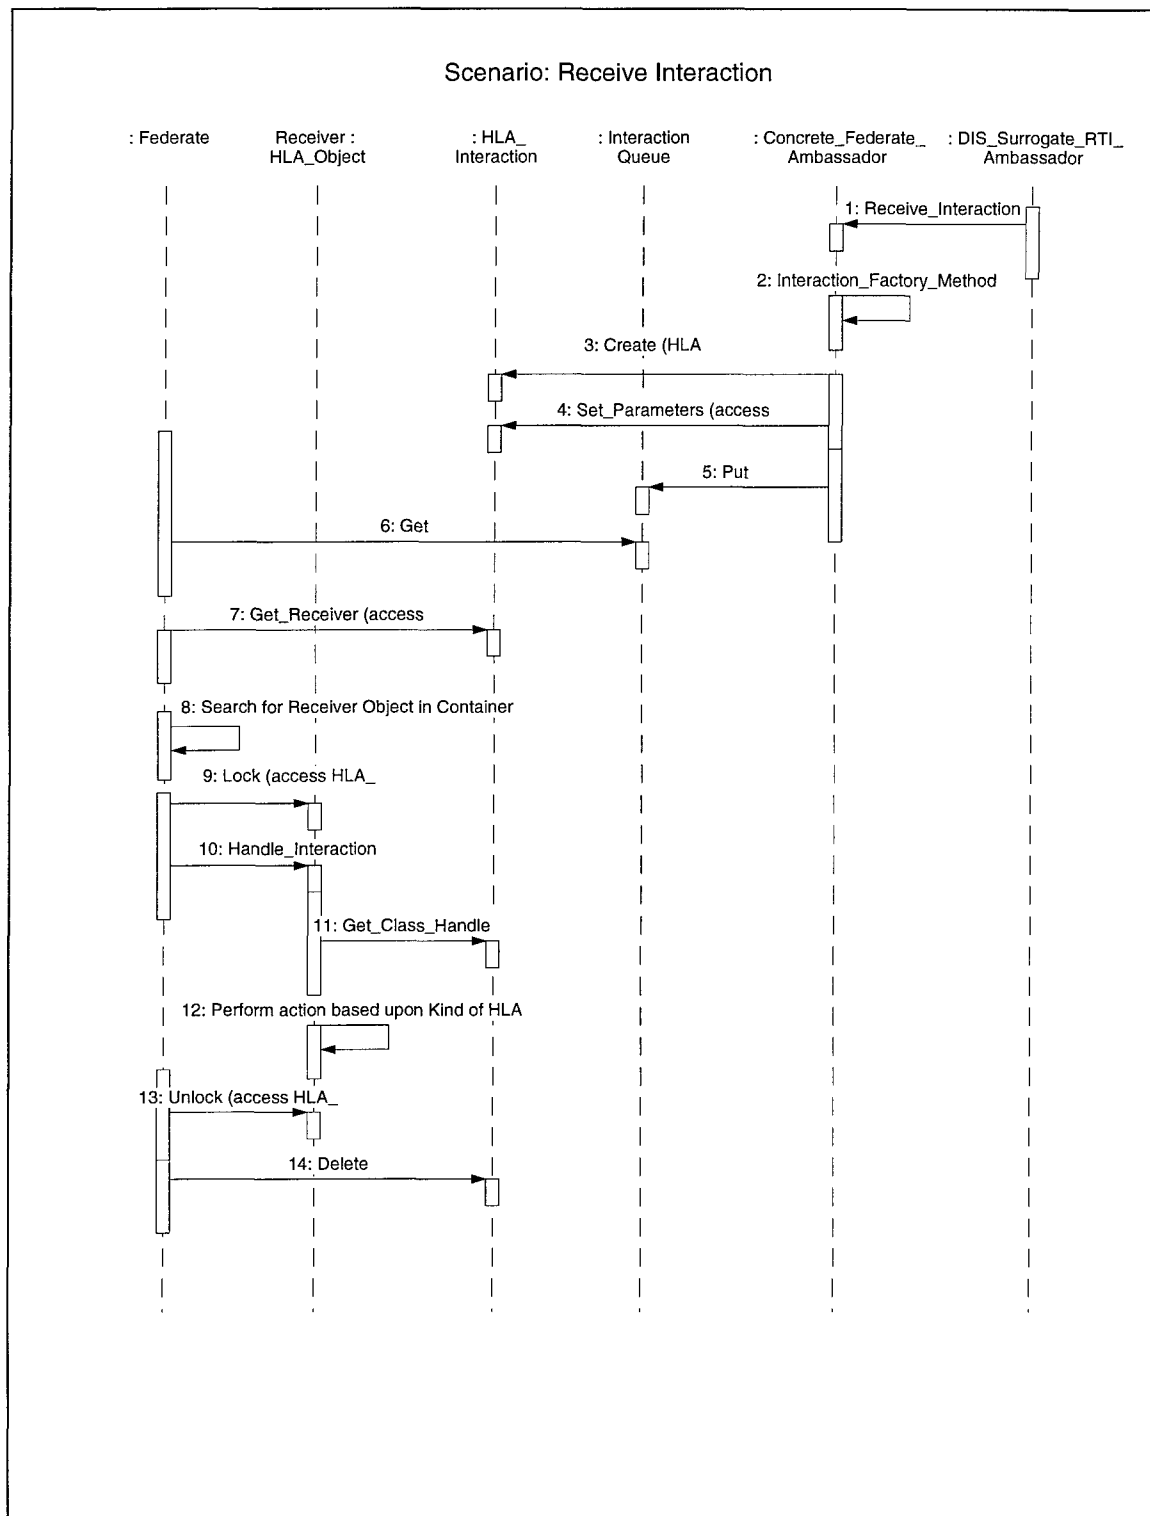 Scenario: Receive Interaction
: Federate
Receiver :
HLA_Object
: HLA_
Interaction
: Interaction
Queue
: Concrete_Federate_
Ambassador
: DIS_Surrogate_RTI_
Ambassador
1: Receive_Interaction
2: Interaction_Factory_Method
3: Create (HLA
4: Set_Parameters (access
5: Put
6: Get
7: Get_Receiver (access
8: Search for Receiver Object in Container
9: Lock (access HLA_
10: Handle_Interaction
11: Get_Class_Handle
12: Perform action based upon Kind of HLA
13: Unlock (access HLA_
14: Delete